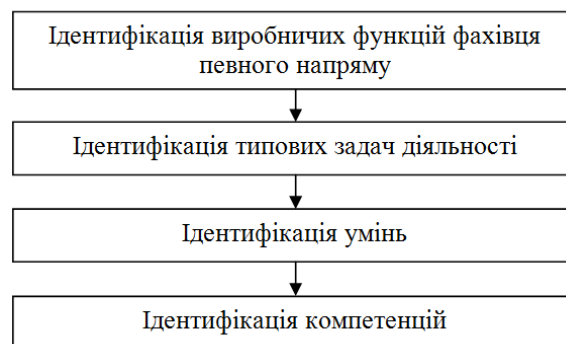 Ідентифікація виробничих функцій фахівця
певного напряму
Ідентифікація типових задач діяльності
Ідентифікація умінь
Ідентифікація компетенцій